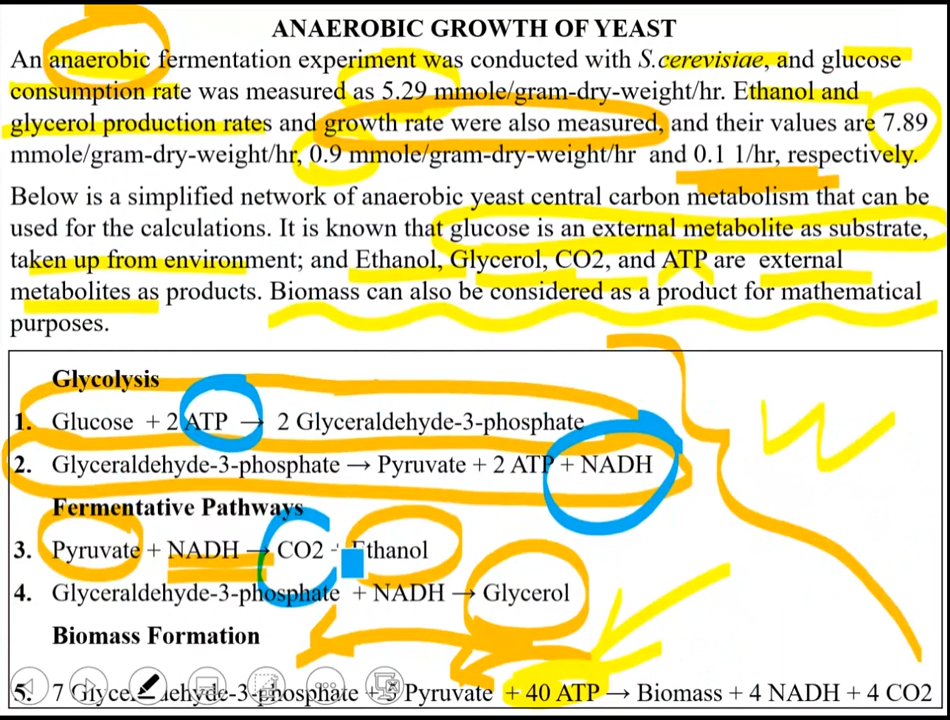 ANAEROBIC GROWTH OF YEAST
An anaerobic fermentation experiment was conducted with S.cerevisiae, and glucose
consumption rate was measured as 5.29 mmole/gram-dry-weight/hr. Ethanol and
glycerol production rates and growth rate were also measured, and their values are 7.89
mmole/gram-dry-weight/hr, 0.9 mmole/gram-dry-weight/hr and 0.1 1/hr, respectively.
Below is a simplified network of anaerobic yeast central carbon metabolism that can be
used for the calculations. It is known that glucose is an external metabolite as substrate,
taken up from environment; and Ethanol, Glycerol, CO2, and ATP are external
metabolites as products. Biomass can also be considered as a product for mathematical
purposes.
Glycolysis
1. Glucose + 2 ATP → 2 Glyceraldehyde-3-phosphate
2. Glyceraldehyde-3-phosphate → Pyruvate + 2 ATP + NADH
Fermentative Pathways
3. Pyruvate + NADH → CO2 + Ethanol
4. Glyceraldehyde-3-phosphate + NADH → Glycerol
Biomass Formation
5. 7 Glyceraldehyde-3-phosphate + Pyruvate + 40 ATP → Biomass + 4 NADH + 4 CO2